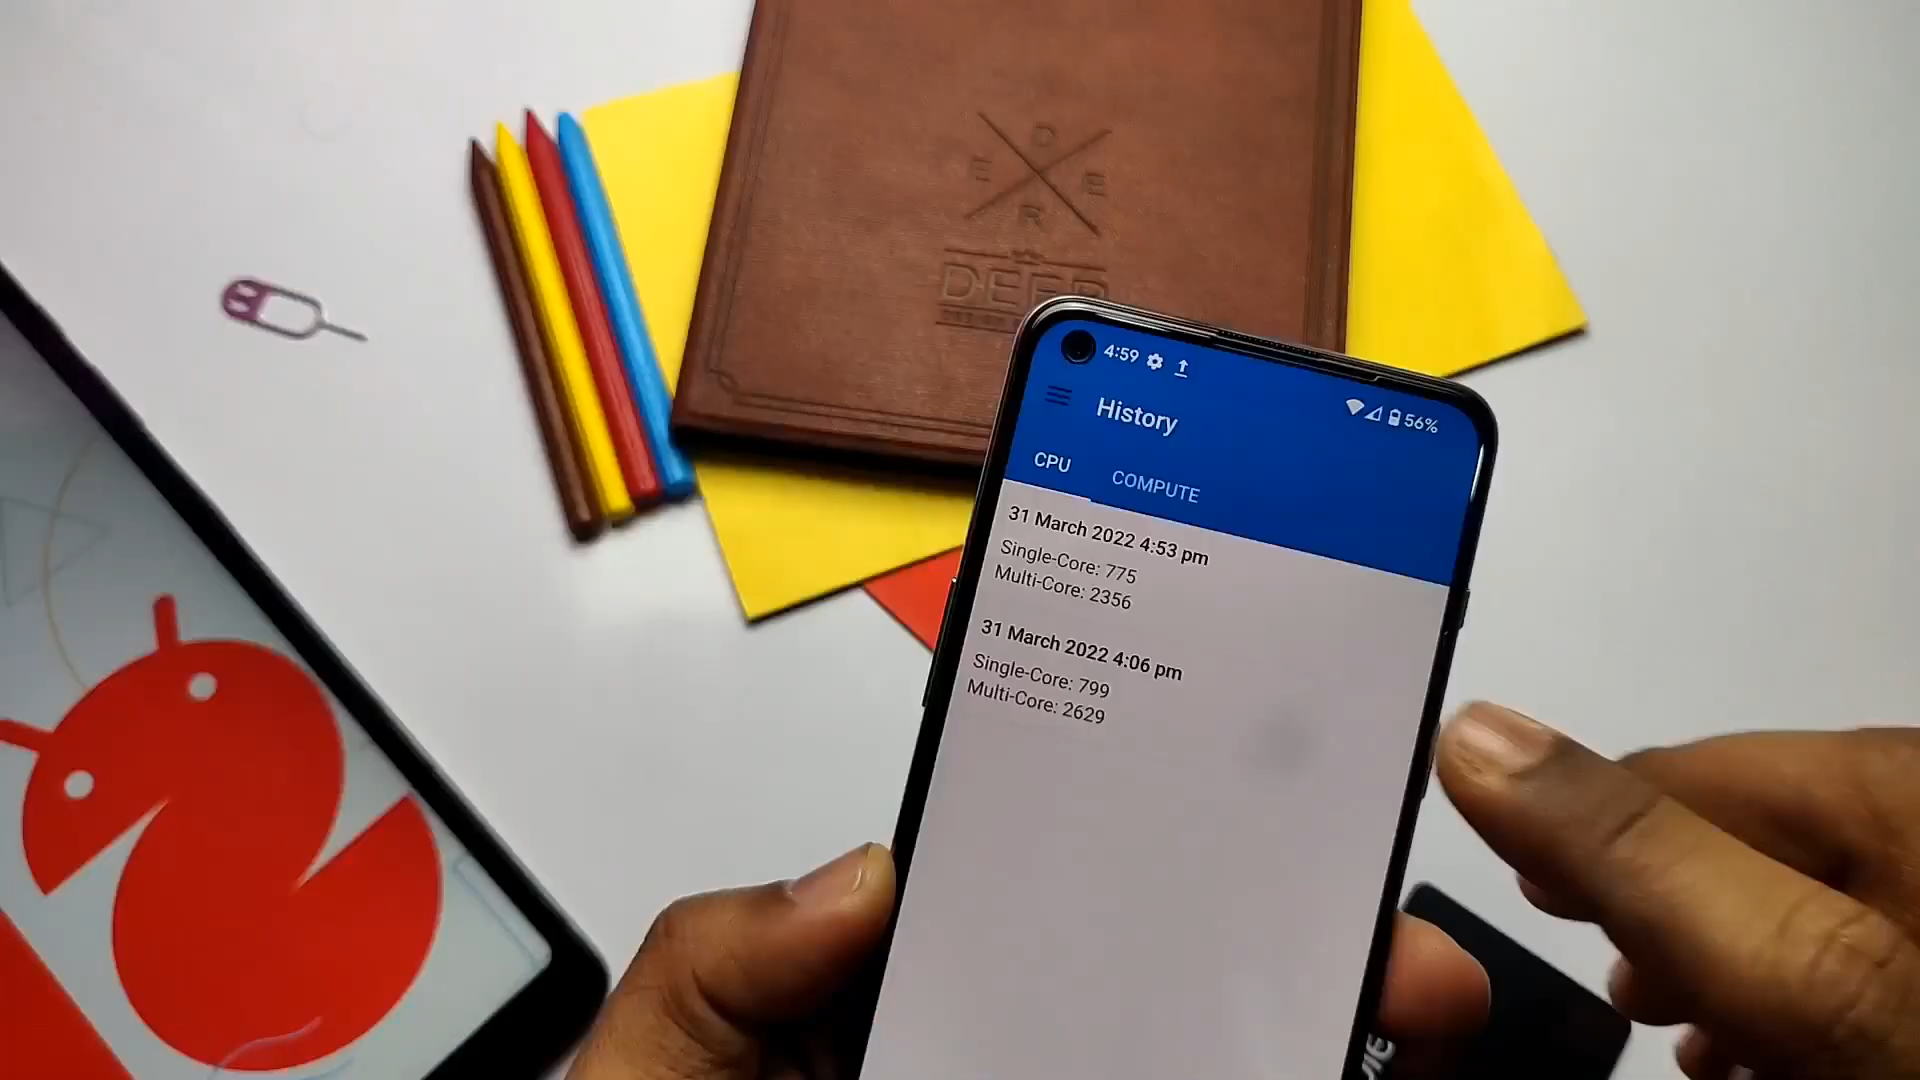 D
E E
R
DEER
4:59
56%
History
CPU COMPUTE
31 March 2022 4:53 pm
Single-Core: 775
Multi-Core: 2356
31 March 2022 4:06 pm
Single-Core: 799
Multi-Core: 2629